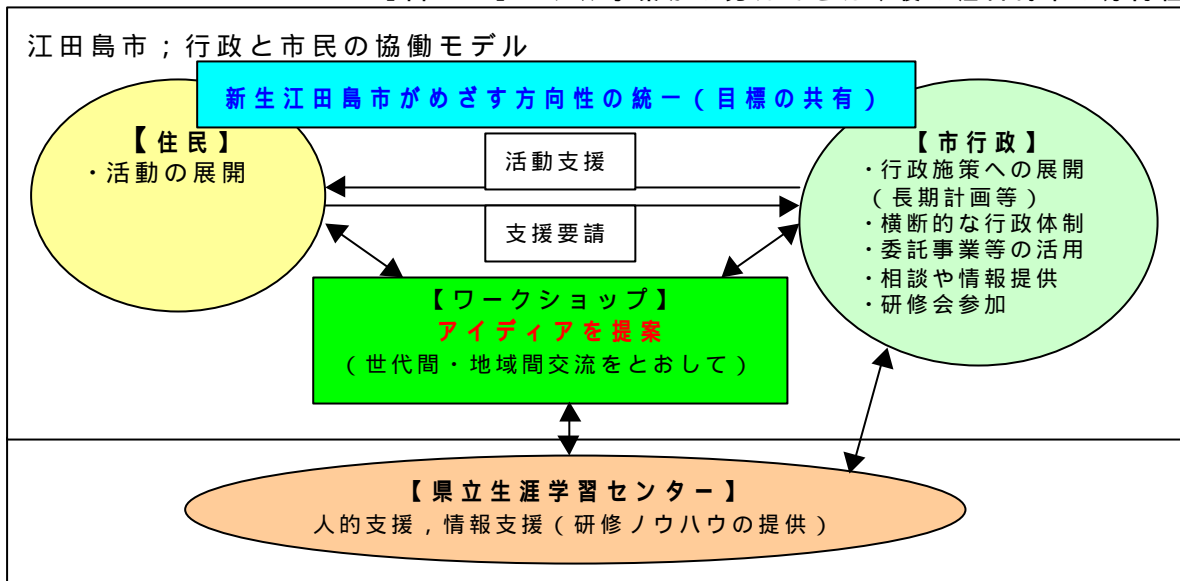 江田島市；行政と市民の協働モデル
新生江田島市がめざす方向性の統一（目標の共有）
【住民】
・活動の展開
活動支援
支援要請
【市行政】
・行政施策への展開
（長期計画等）
・横断的な行政体制
・委託事業等の活用
・相談や情報提供
・研修会参加
【ワークショップ】
アイディアを提案
（世代間・地域間交流をとおして）
【県立生涯学習センター】
人的支援，情報支援（研修ノウハウの提供）